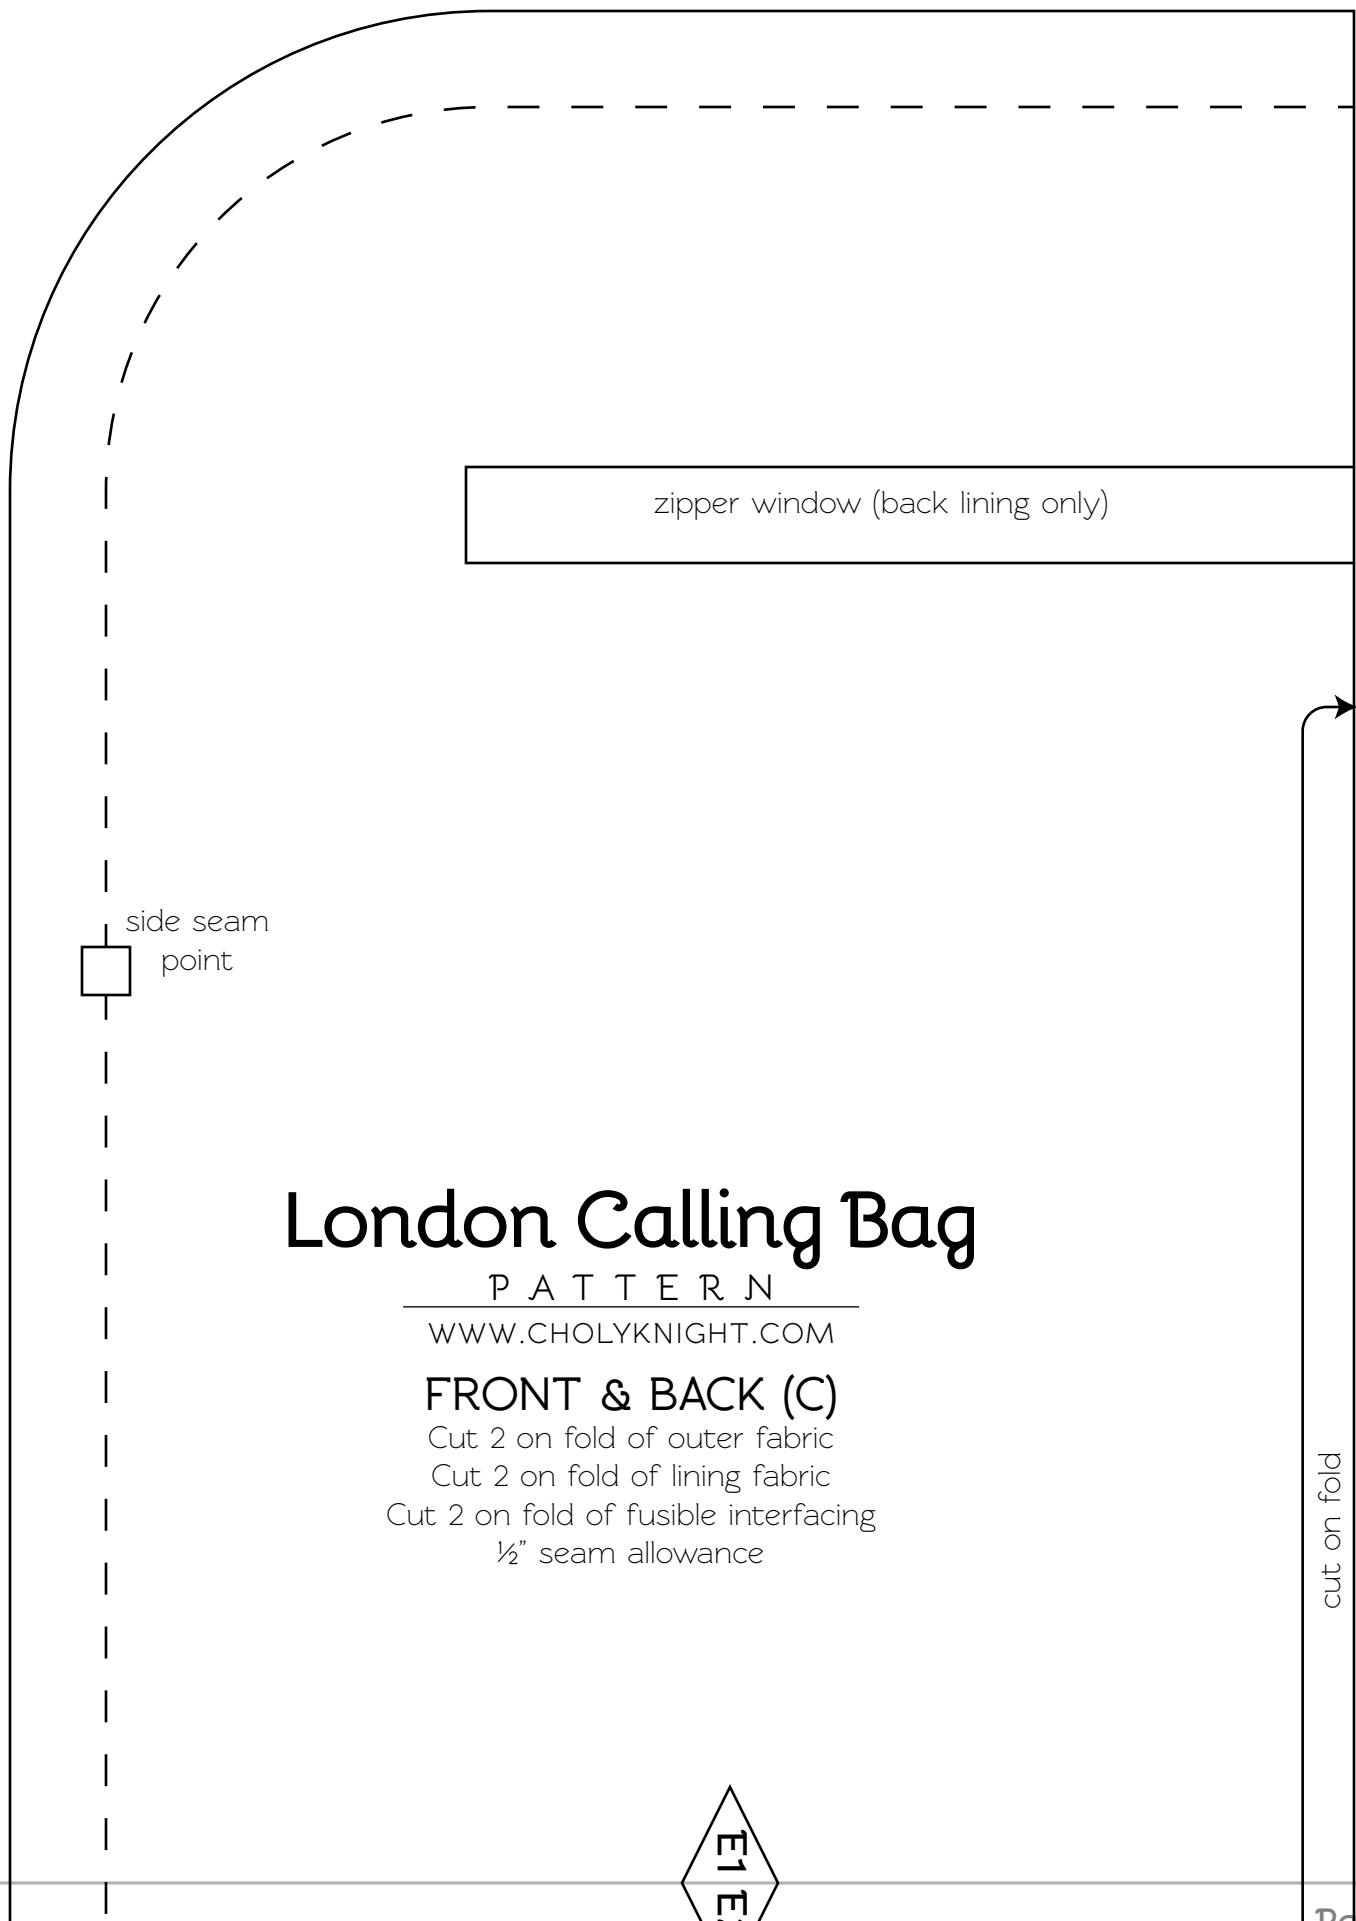 zipper window (back lining only)
side seam
point
London Calling Bag
PATTERN
WWW.CHOLYKNIGHT.COM
FRONT & BACK (C)
Cut 2 on fold of outer fabric
Cut 2 on fold of lining fabric
Cut 2 on fold of fusible interfacing
½” seam allowance
cut on fold
E1